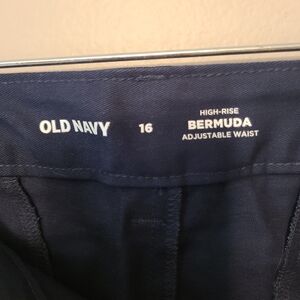 OLD NAVY
16
HIGH-RISE
BERMUDA
ADJUSTABLE WAIST